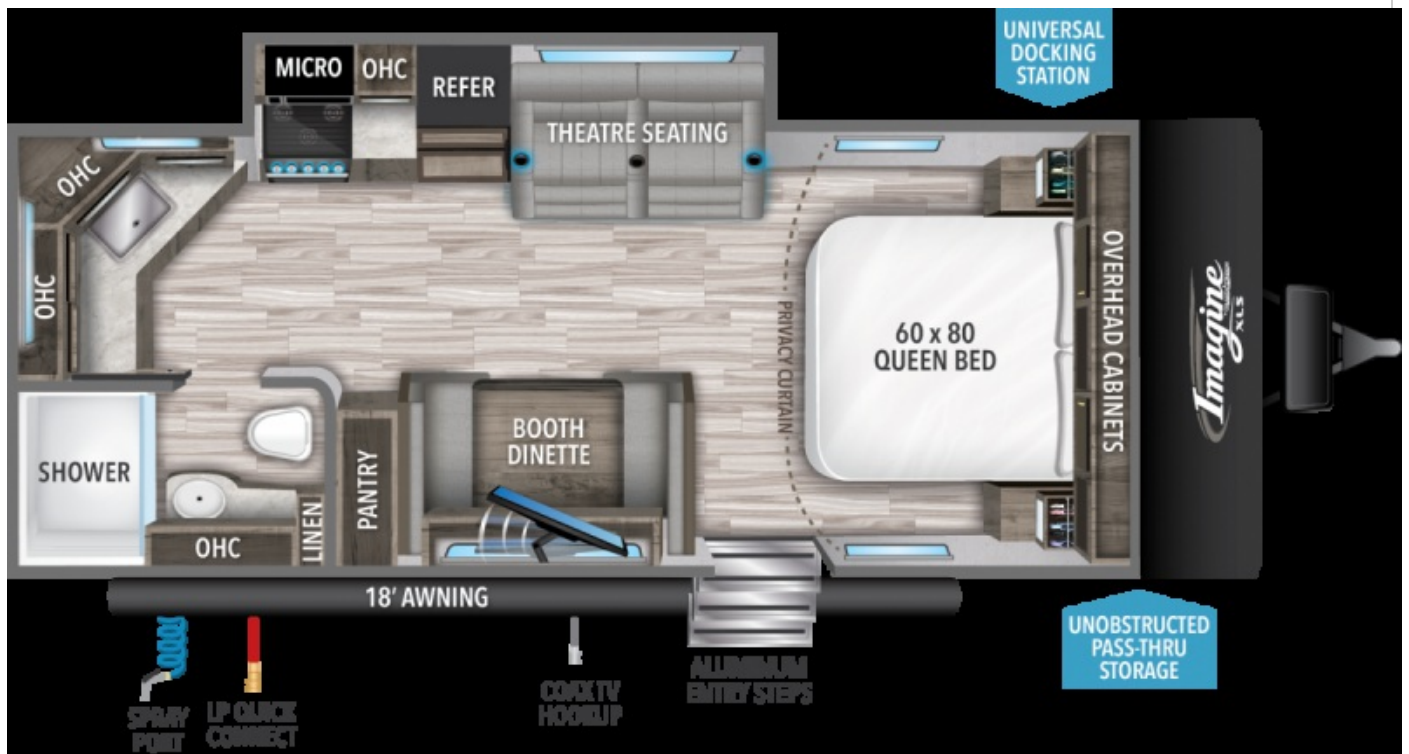 UNIVERSAL
DOCKING
STATION
MICRO
OHC
REFER
THEATRE SEATING
OHC
OHC
OVERHEAD CABINETS
Imagine
XLS
PRIVACY CURTAIN
60 x 80
QUEEN BED
BOOTH
DINETTE
SHOWER
PANTRY
LINEN
OHC
18' AWNING
UNOBSTRUCTED
PASS-THRU
STORAGE
SPRAY
PORT
LP QUICK
CONNECT
COAX TV
HOOKUP
ALUMINUM
ENTRY STEPS